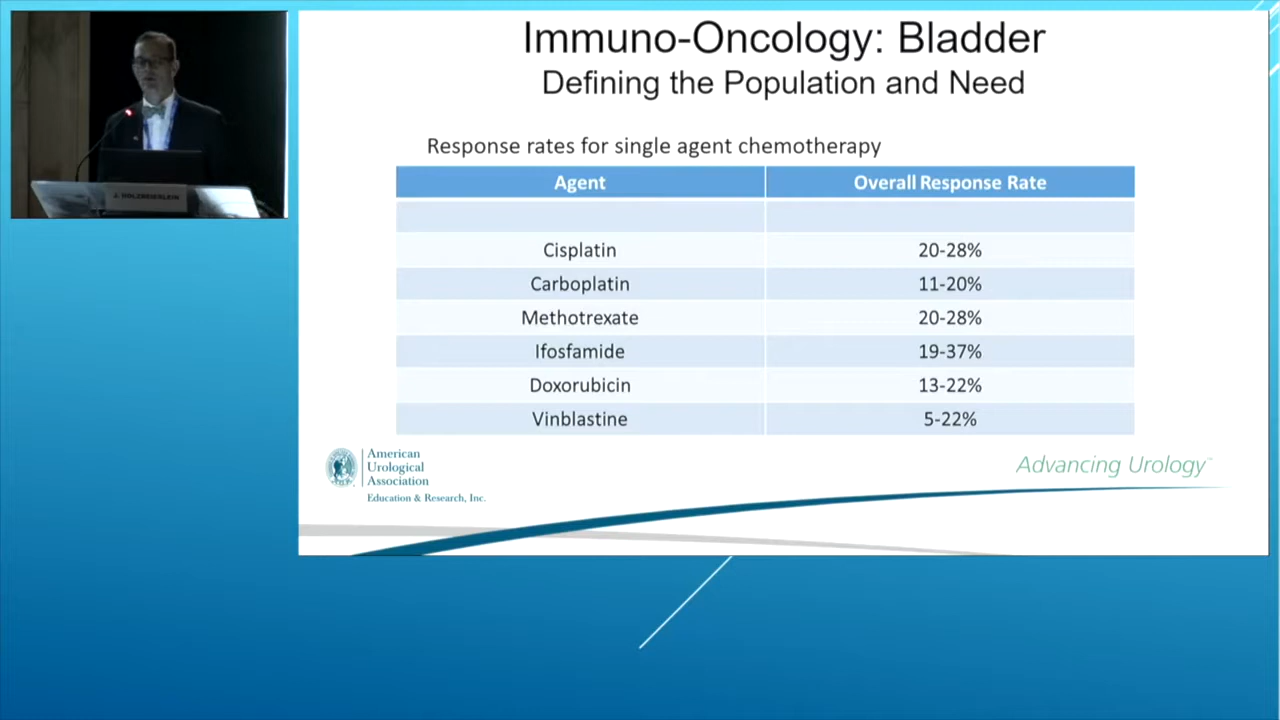 Immuno-Oncology: Bladder
Defining the Population and Need
Response rates for single agent chemotherapy
Agent Overall Response Rate
Cisplatin 20-28%
Carboplatin 11-20%
Methotrexate 20-28%
Ifosfamide 19-37%
Doxorubicin 13-22%
Vinblastine 5-22%
American
Urological
Association
Education & Research, Inc.
Advancing Urology™
J. HOLZBEIERLEIN